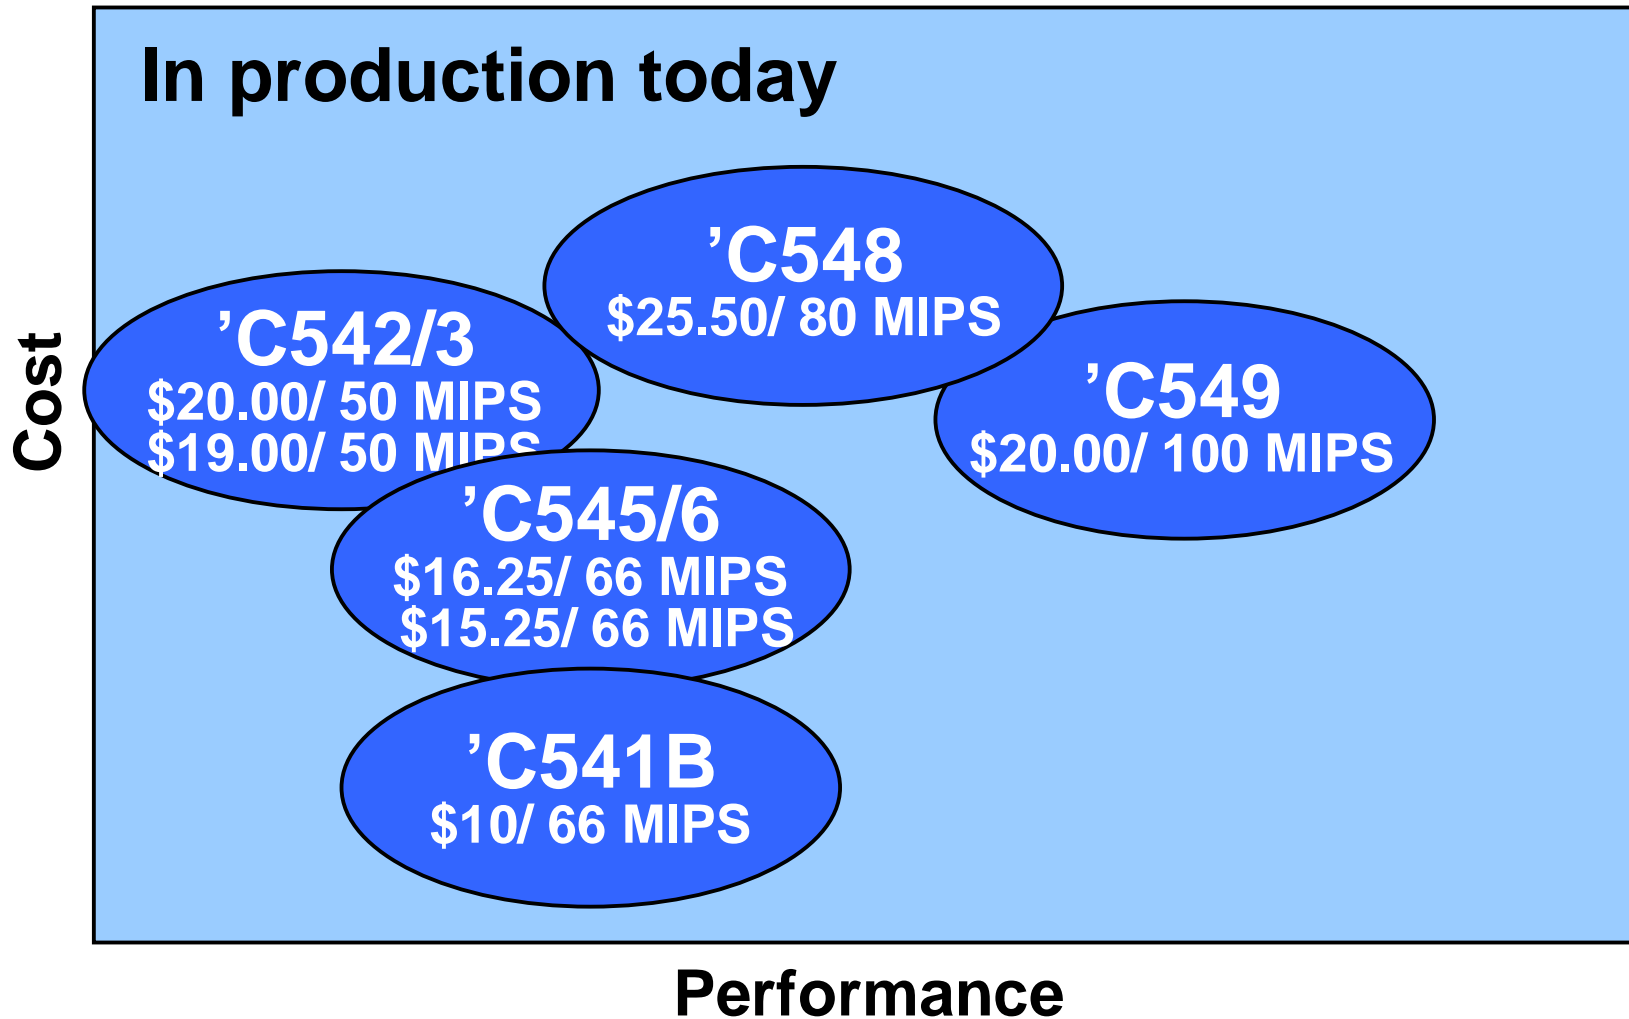 In production today
’C548
$25.50/ 80 MIPS
’C542/3
$20.00/ 50 MIPS
$19.00/ 50 MIPS
’C549
$20.00/ 100 MIPS
Cost
’C545/6
$16.25/ 66 MIPS
$15.25/ 66 MIPS
’C541B
$10/ 66 MIPS
Performance